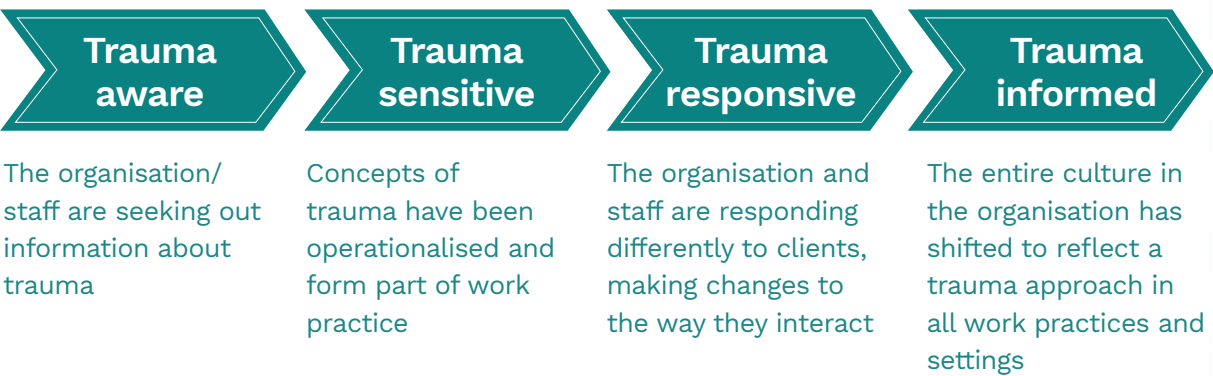 Trauma
aware
Trauma
sensitive
Trauma
responsive
Trauma
informed
The organisation/
staff are seeking out
information about
trauma
Concepts of
trauma have been
operationalised and
form part of work
practice
The organisation and
staff are responding
differently to clients,
making changes to
the way they interact
The entire culture in
the organisation has
shifted to reflect a
trauma approach in
all work practices and
settings